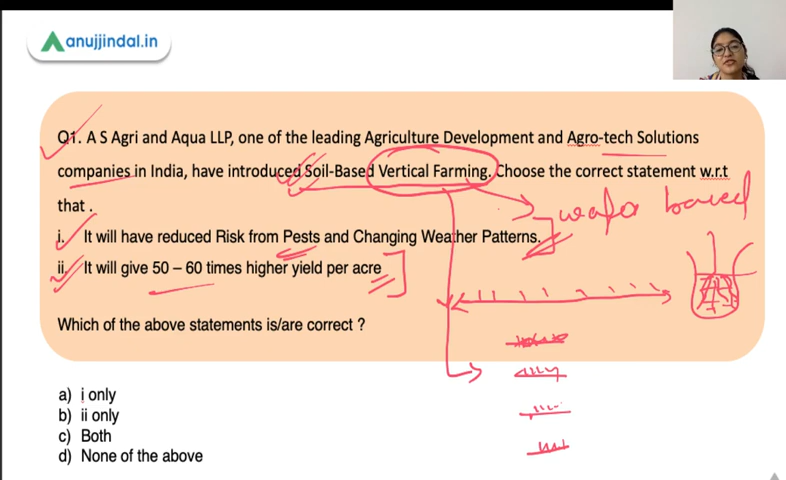 anujjindal.in
Q1. A S Agri and Aqua LLP, one of the leading Agriculture Development and Agro-tech Solutions
companies in India, have introduced Soil-Based Vertical Farming. Choose the correct statement w.r.t
that .
water based
i. It will have reduced Risk from Pests and Changing Weather Patterns.
ii. It will give 50 – 60 times higher yield per acre
Which of the above statements is/are correct ?
a) i only
b) ii only
c) Both
d) None of the above